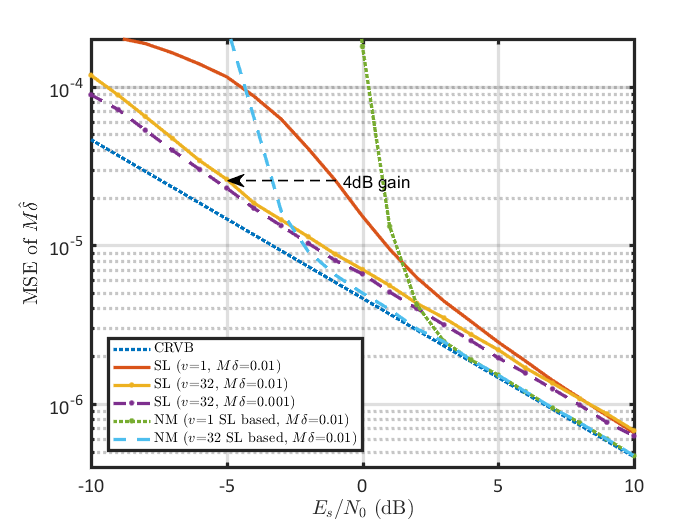 10⁻⁴
4dB gain
MSE of Mδ̂
10⁻⁵
CRVB
SL (v=1, Mδ=0.01)
SL (v=32, Mδ=0.01)
SL (v=32, Mδ=0.001)
NM (v=1 SL based, Mδ=0.01)
NM (v=32 SL based, Mδ=0.01)
10⁻⁶
-10 -5 0 5 10
Eₛ/N₀ (dB)